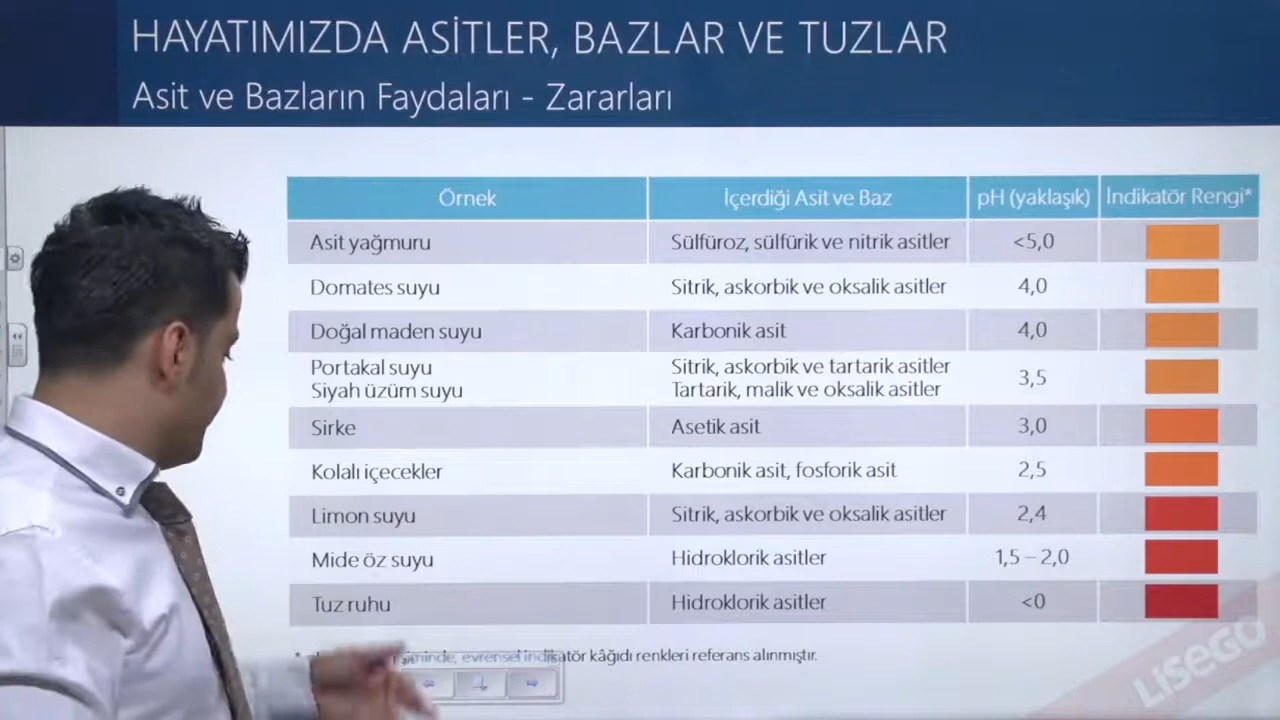 HAYATIMIZDA ASİTLER, BAZLAR VE TUZLAR
Asit ve Bazların Faydaları - Zararları
Örnek İçerdiği Asit ve Baz pH (yaklaşık) İndikatör Rengi*
Asit yağmuru Sülfüroz, sülfürik ve nitrik asitler <5,0
Domates suyu Sitrik, askorbik ve oksalik asitler 4,0
Doğal maden suyu Karbonik asit 4,0
Portakal suyu Sitrik, askorbik ve tartarik asitler
Siyah üzüm suyu Tartarik, malik ve oksalik asitler 3,5
Sirke Asetik asit 3,0
Kolalı içecekler Karbonik asit, fosforik asit 2,5
Limon suyu Sitrik, askorbik ve oksalik asitler 2,4
Mide öz suyu Hidroklorik asitler 1,5 – 2,0
Tuz ruhu Hidroklorik asitler <0
* evrensel indikatör kâğıdı renkleri referans alınmıştır.
LISEGO